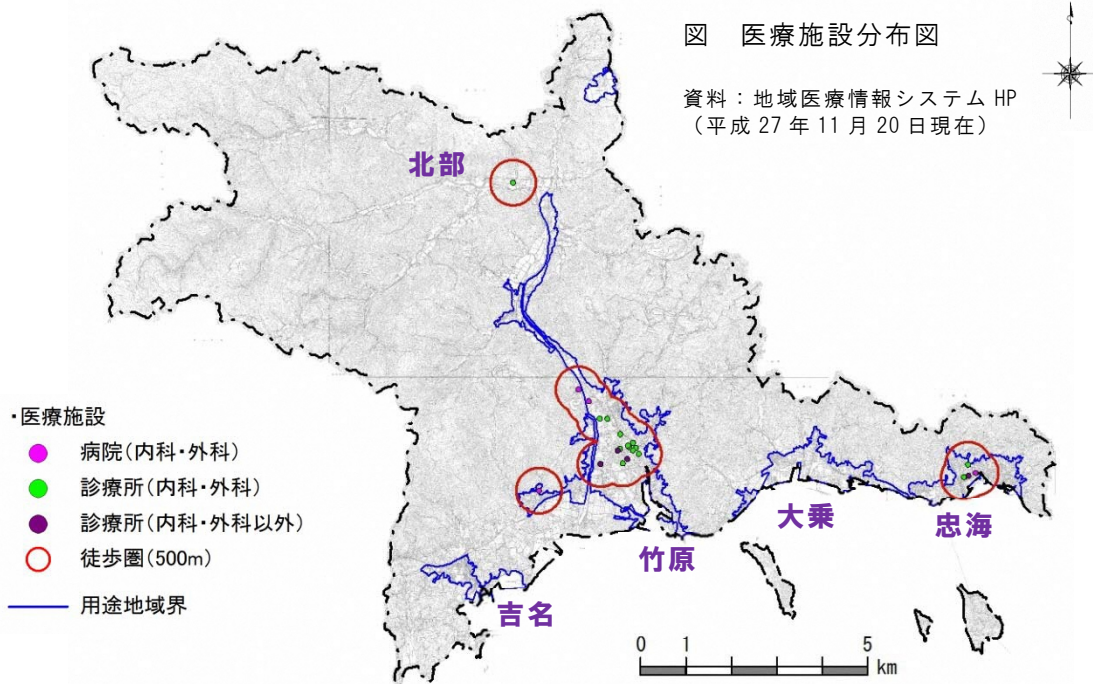 図　医療施設分布図
資料：地域医療情報システム HP
（平成 27 年 11 月 20 日現在）
北部
・医療施設
病院(内科・外科)
診療所(内科・外科)
診療所(内科・外科以外)
徒歩圏(500m)
用途地域界
大乗
忠海
竹原
吉名
0 1 5
km